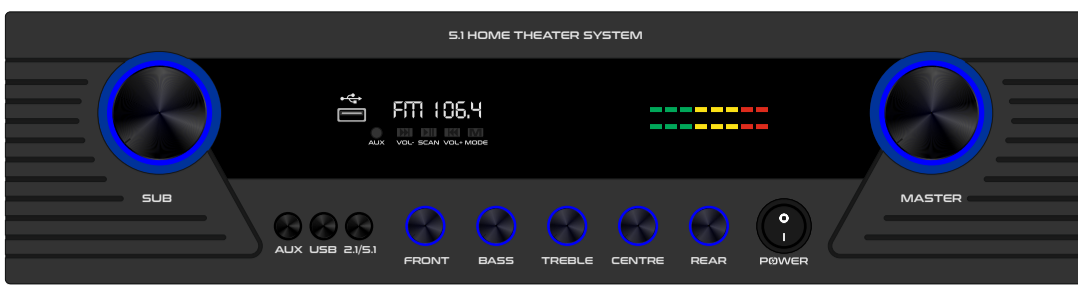 5.1 HOME THEATER SYSTEM
FM 106.4
AUX VOL- SCAN VOL+ MODE
SUB
MASTER
AUX USB 2.1/5.1
FRONT BASS TREBLE CENTRE REAR POWER